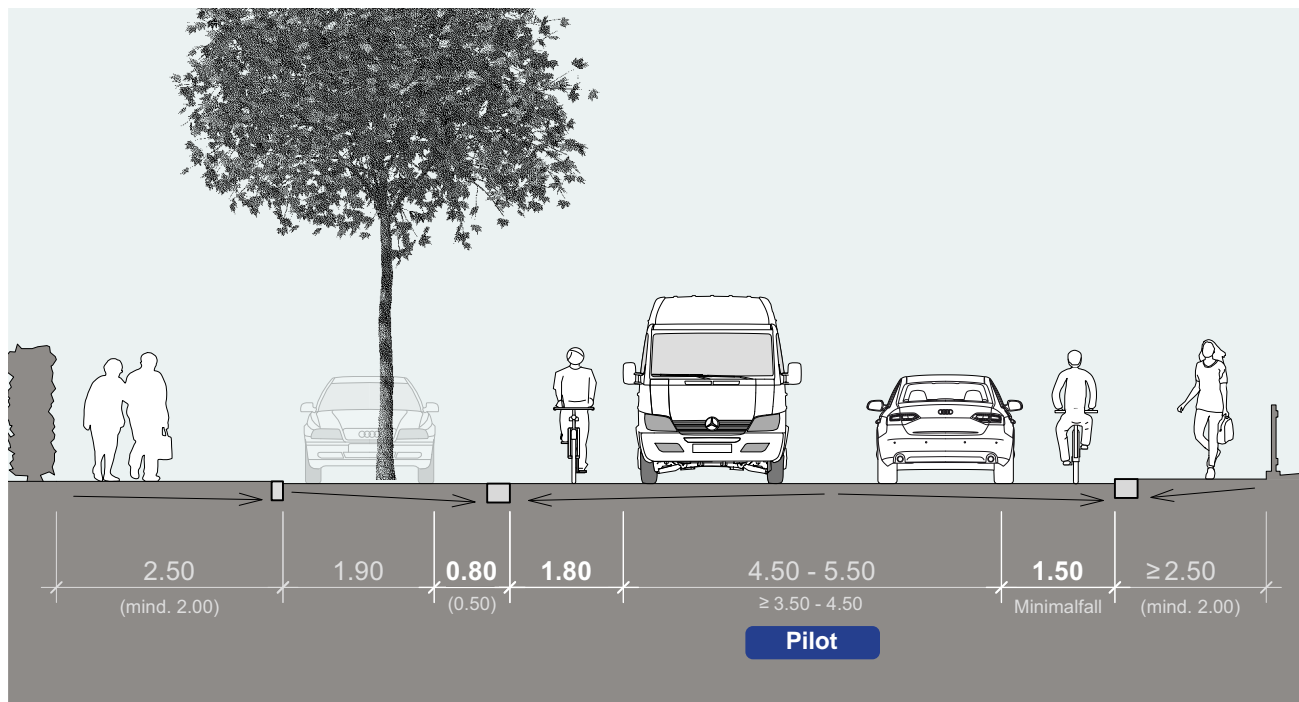 2.50
(mind. 2.00)
1.90
0.80
(0.50)
1.80
4.50 - 5.50
≥ 3.50 - 4.50
1.50
Minimalfall
≥ 2.50
(mind. 2.00)
Pilot